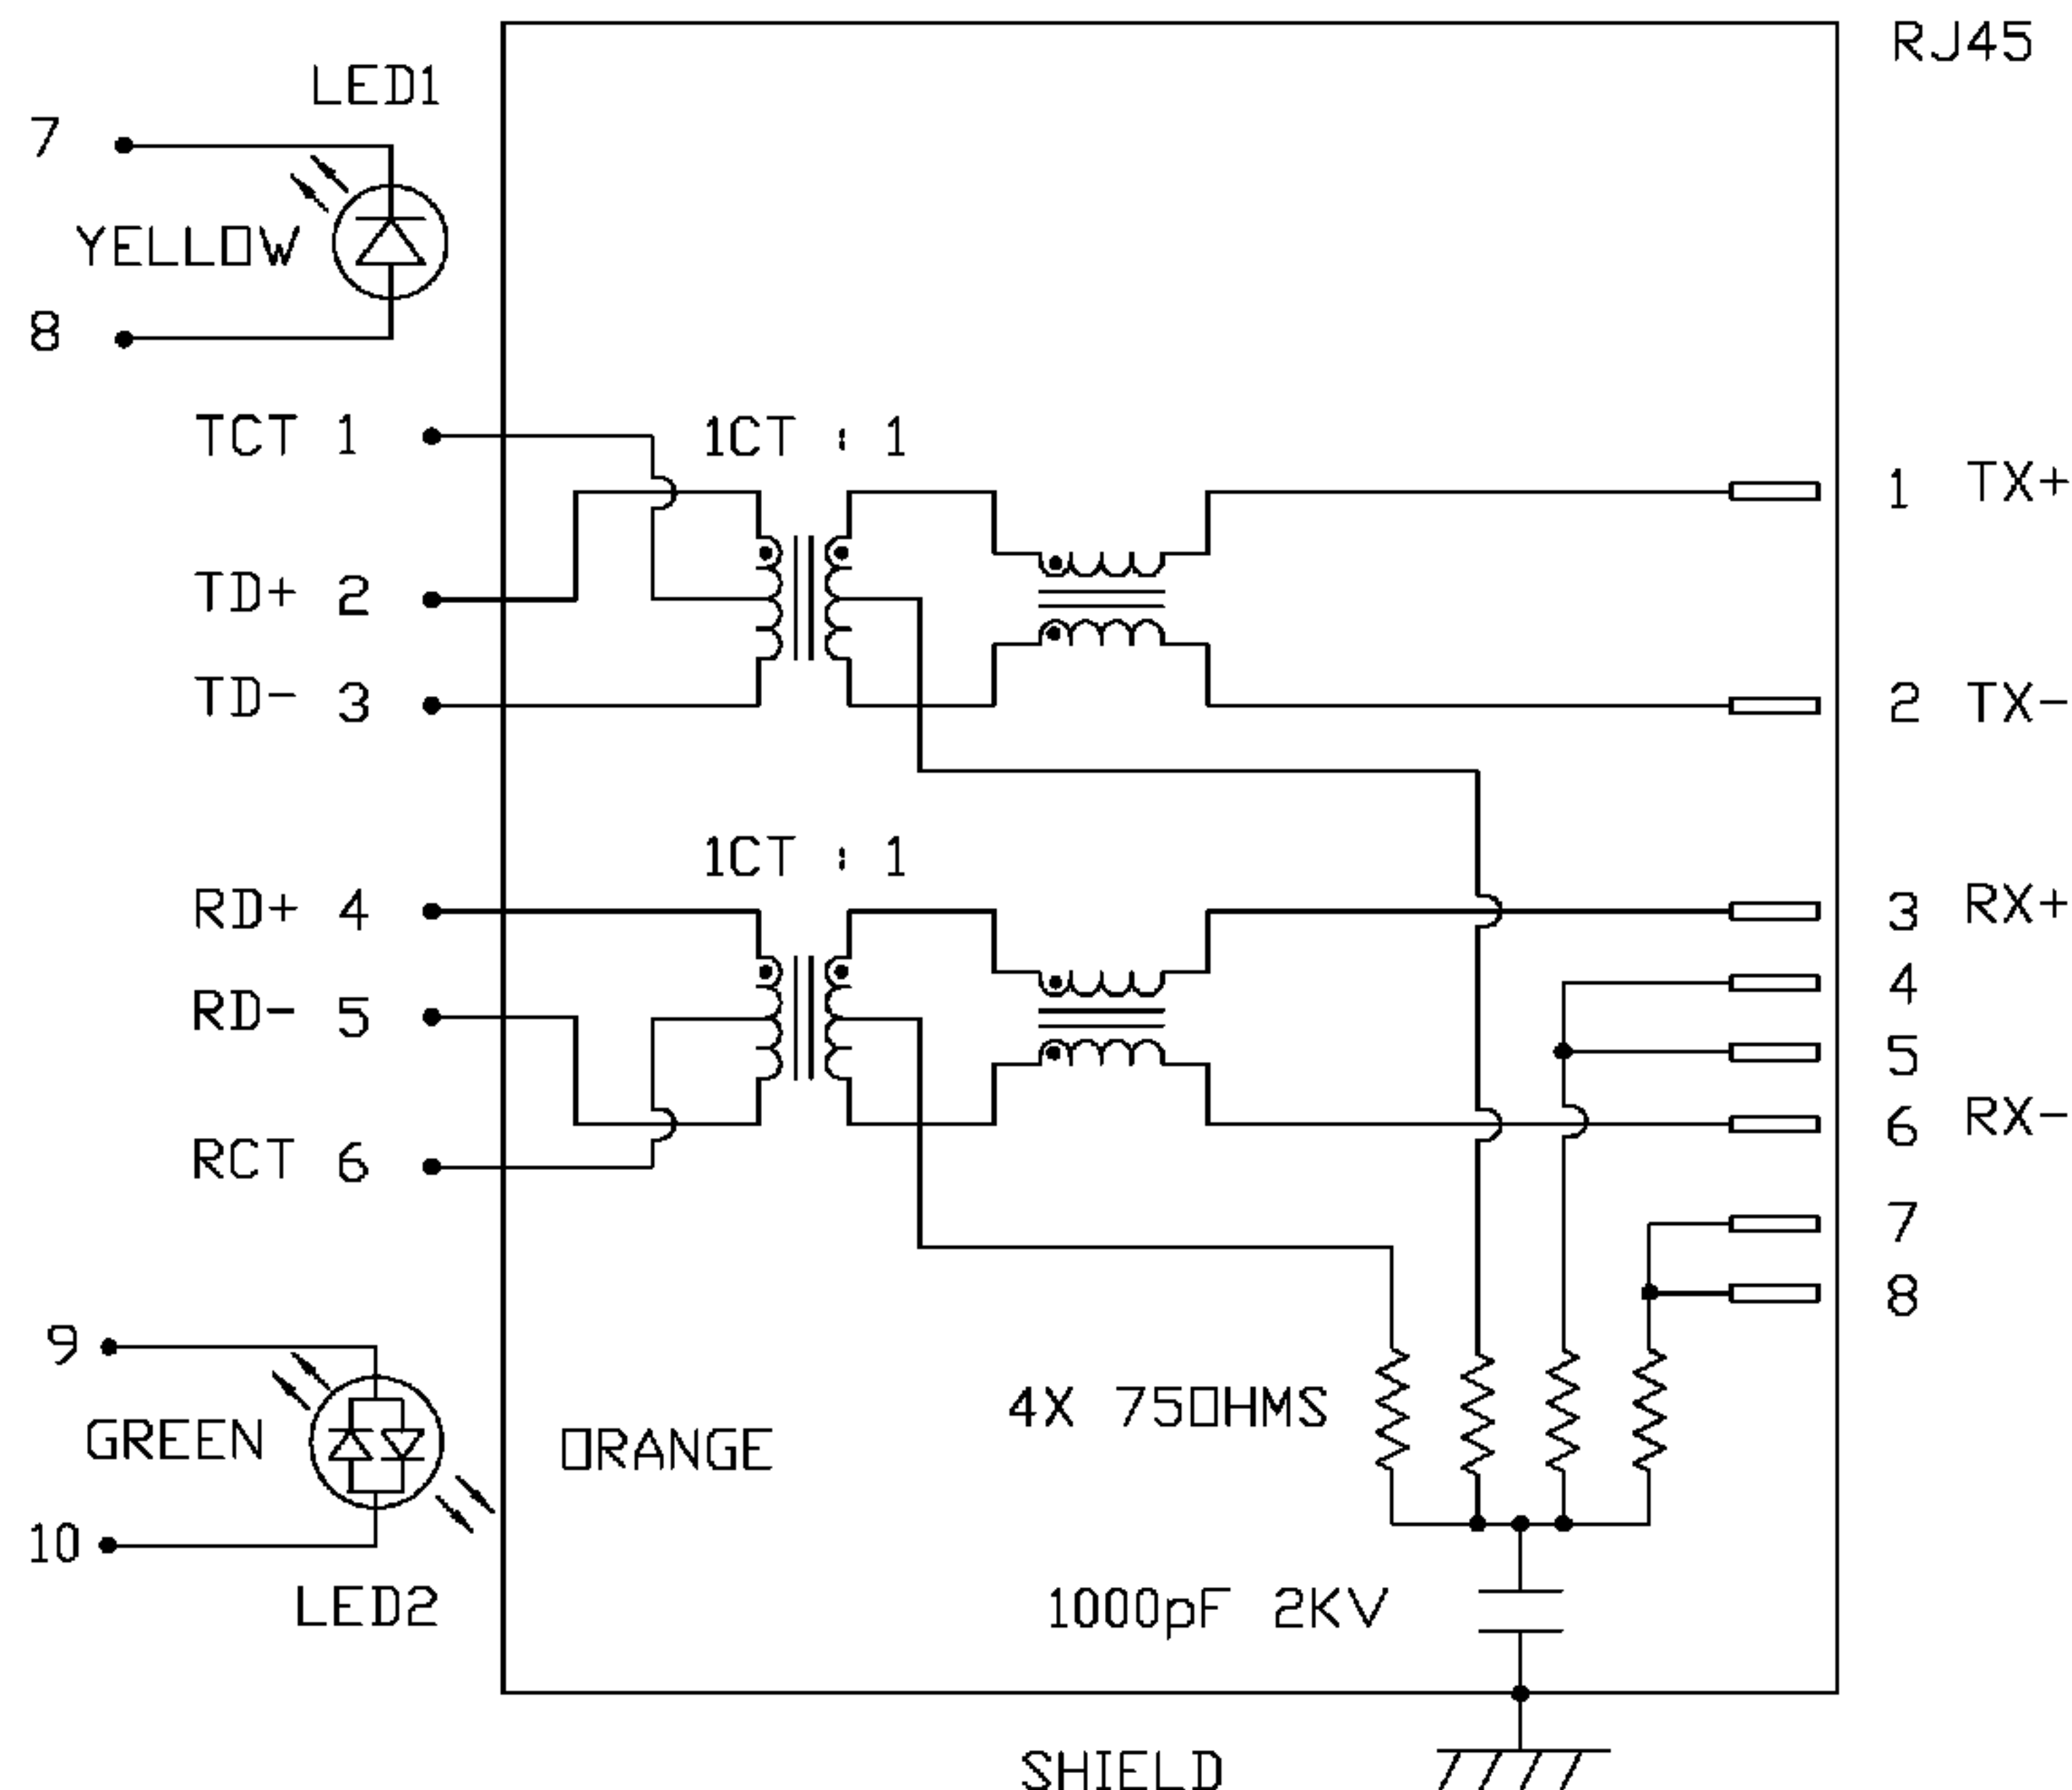 RJ45
LED1
7
YELLOW
8
TCT 1
1CT : 1
1 TX+
TD+ 2
TD- 3
2 TX-
1CT : 1
RD+ 4
3 RX+
4
RD- 5
5
6 RX-
RCT 6
7
8
9
4X 75OHMS
GREEN
ORANGE
10
LED2
1000pF 2KV
SHIELD